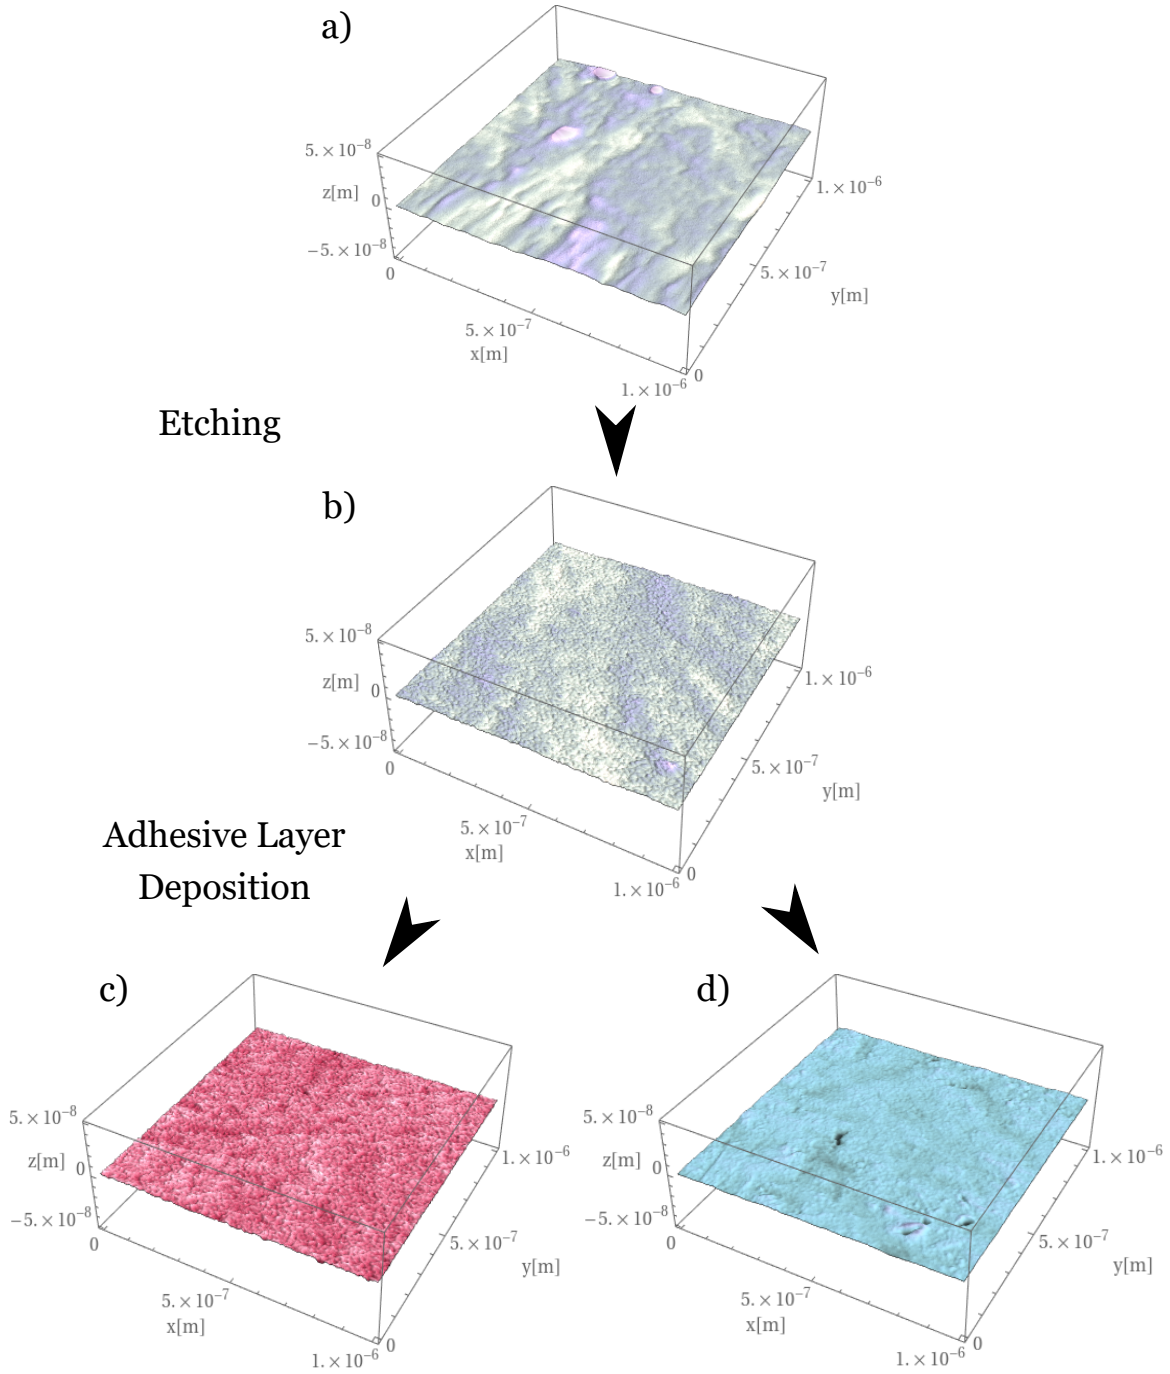 a)
5.×10⁻⁸
z[m]
0
−5.×10⁻⁸
0
5.×10⁻⁷
x[m]
1.×10⁻⁶
0
5.×10⁻⁷
y[m]
1.×10⁻⁶
Etching
b)
5.×10⁻⁸
z[m]
0
−5.×10⁻⁸
0
5.×10⁻⁷
x[m]
1.×10⁻⁶
0
5.×10⁻⁷
y[m]
1.×10⁻⁶
Adhesive Layer
Deposition
c)
5.×10⁻⁸
z[m]
0
−5.×10⁻⁸
0
5.×10⁻⁷
x[m]
1.×10⁻⁶
0
5.×10⁻⁷
y[m]
1.×10⁻⁶
d)
5.×10⁻⁸
z[m]
0
−5.×10⁻⁸
0
5.×10⁻⁷
x[m]
1.×10⁻⁶
0
5.×10⁻⁷
y[m]
1.×10⁻⁶